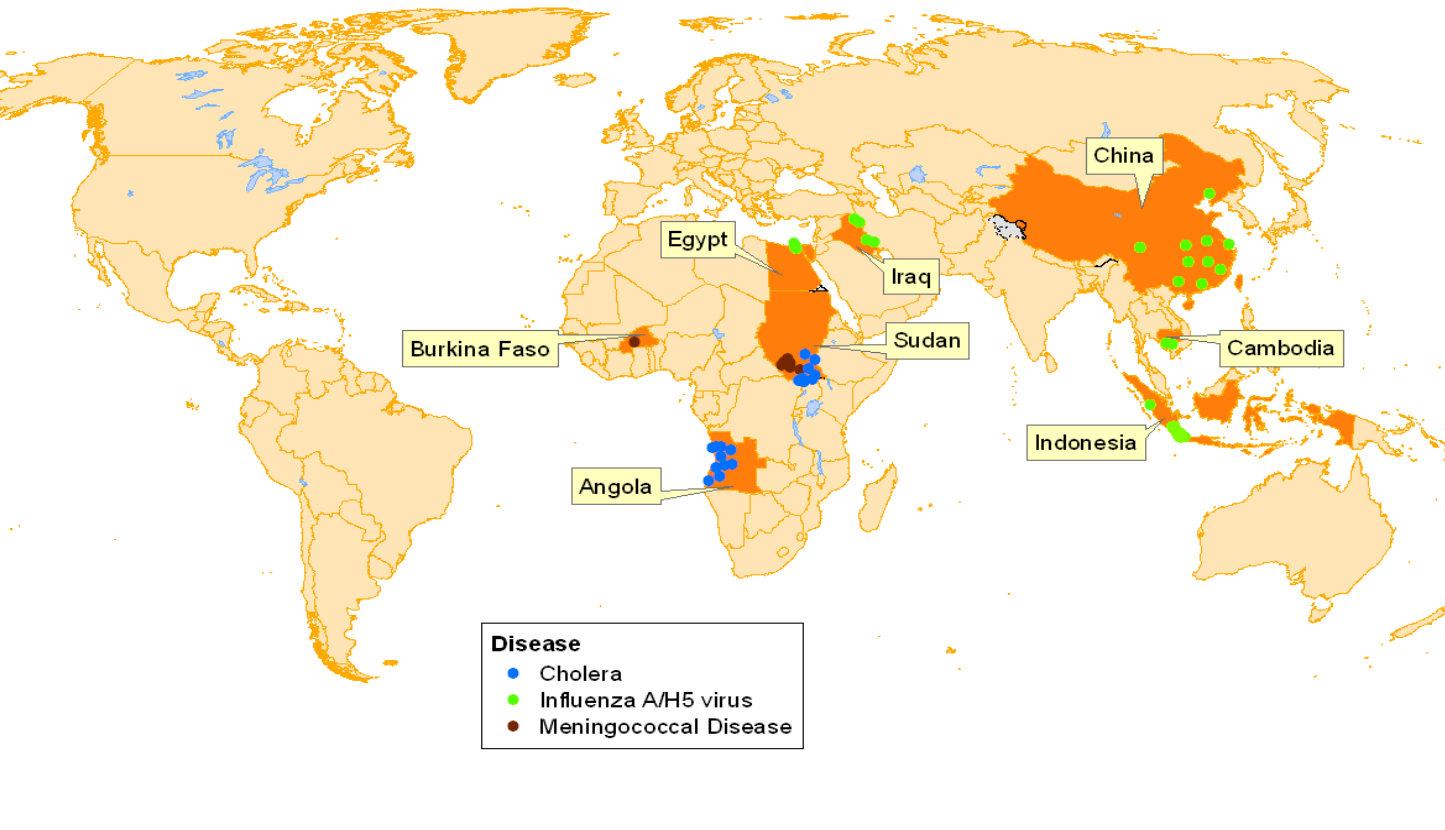 China
Egypt
Iraq
Burkina Faso
Sudan
Cambodia
Indonesia
Angola
Disease
Cholera
Influenza A/H5 virus
Meningococcal Disease